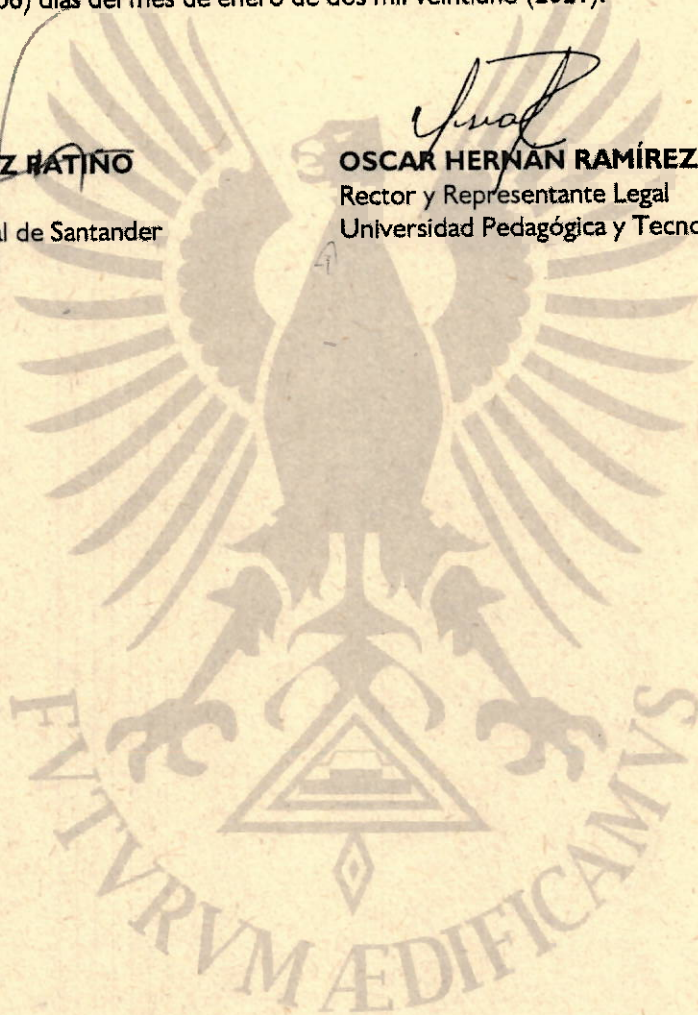 días del mes de enero de dos mil veintiuno
Z PATIÑO
al de Santander
OSCAR HERNÁN RAMÍREZ
Rector y Representante Legal
Universidad Pedagógica y Tecno
FVTVRVM ÆDIFICAMVS